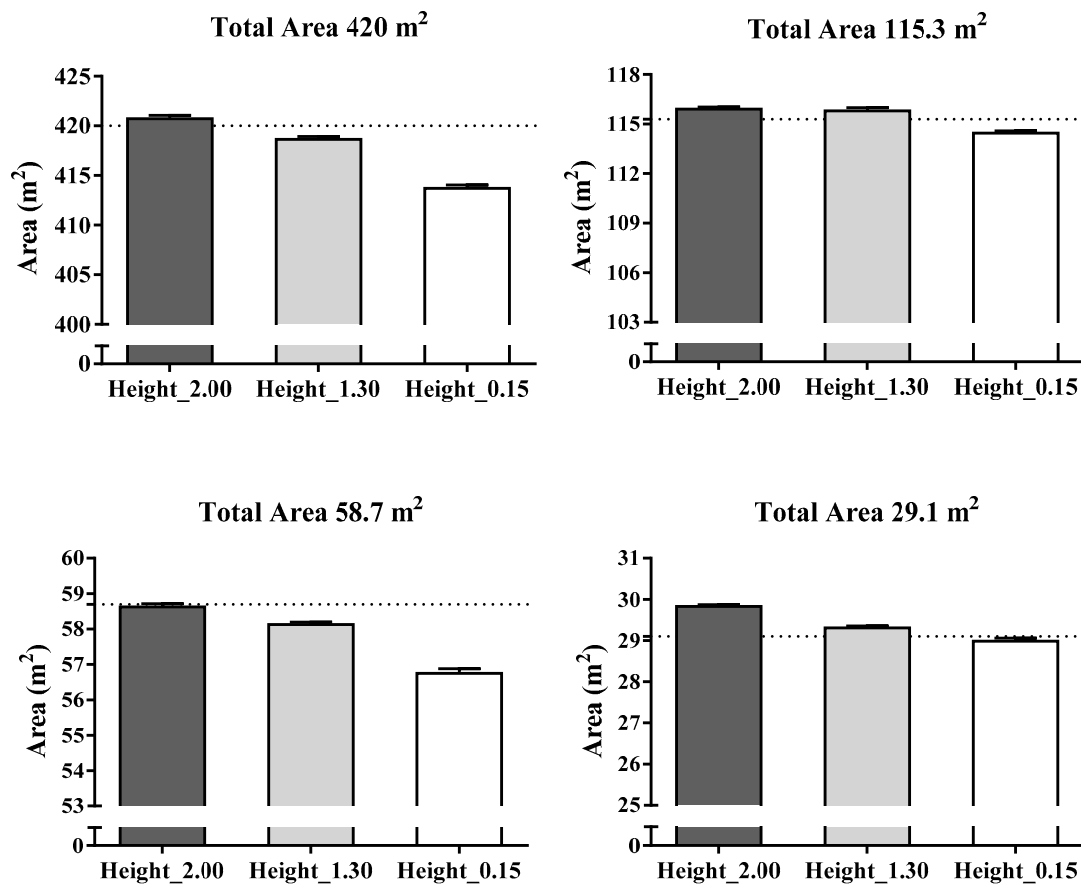 Total Area 420 m²
Area (m²)
425
420
415
410
405
400
0
Height_2.00 Height_1.30 Height_0.15
Total Area 115.3 m²
Area (m²)
118
115
112
109
106
103
0
Height_2.00 Height_1.30 Height_0.15
Total Area 58.7 m²
Area (m²)
60
59
58
57
56
55
54
53
0
Height_2.00 Height_1.30 Height_0.15
Total Area 29.1 m²
Area (m²)
31
30
29
28
27
26
25
0
Height_2.00 Height_1.30 Height_0.15